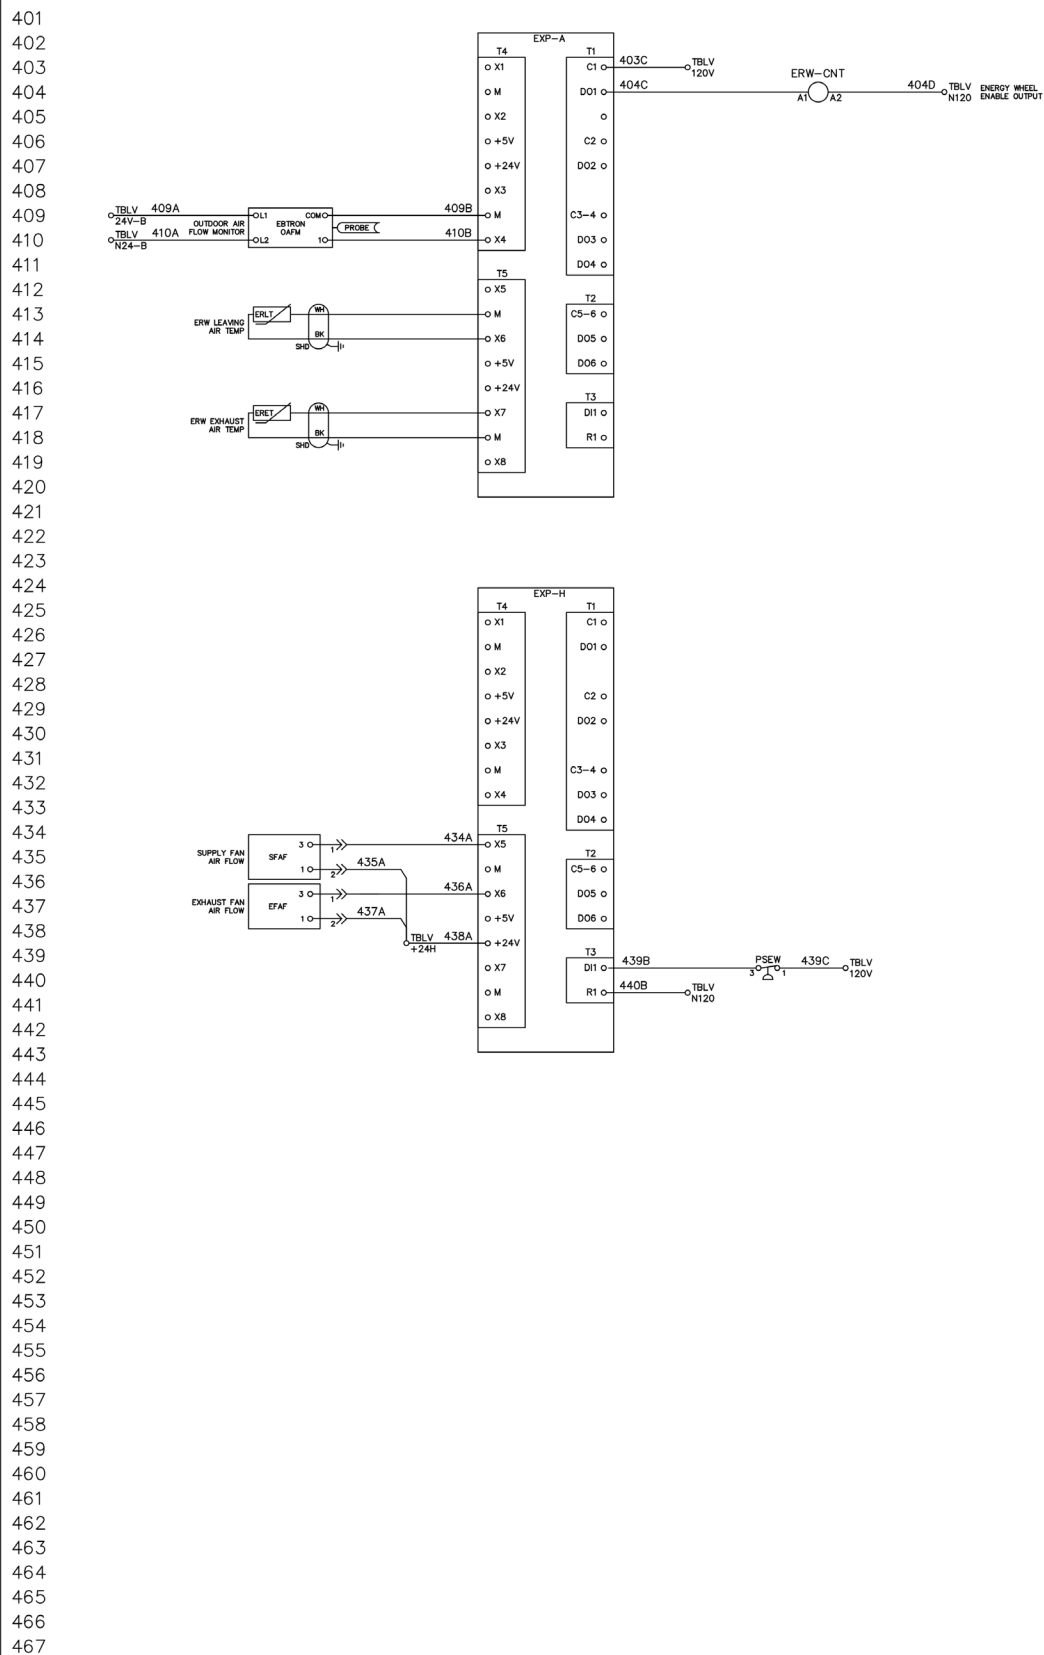 401
402
EXP-A
T4
T1
403
X1
C1
403C
TBLV
120V
ERW-CNT
404
M
DO1
404C
A1
A2
404D
TBLV
N120
ENERGY WHEEL
ENABLE OUTPUT
405
X2
406
+5V
C2
407
+24V
DO2
408
X3
409
TBLV
24V-B
409A
OUTDOOR AIR
FLOW MONITOR
L1
COM
EBTRON
OAFM
PROBE
409B
M
C3-4
410
TBLV
N24-B
410A
L2
1
410B
X4
DO3
411
DO4
T5
412
X5
T2
413
ERW LEAVING
AIR TEMP
ERLT
WH
M
C5-6
414
BK
SHD
X6
DO5
415
+5V
DO6
416
+24V
T3
417
ERW EXHAUST
AIR TEMP
ERET
WH
X7
DI1
418
BK
SHD
M
R1
419
X8
420
421
422
423
424
EXP-H
425
T4
T1
X1
C1
426
M
DO1
427
X2
428
+5V
C2
429
+24V
DO2
430
X3
431
M
C3-4
432
X4
DO3
433
DO4
434
T5
T2
SUPPLY FAN
AIR FLOW
SFAF
3
1
434A
X5
435
1
2
435A
M
C5-6
436
EXHAUST FAN
AIR FLOW
EFAF
3
1
436A
X6
DO5
437
1
2
437A
+5V
DO6
438
TBLV
+24H
438A
+24V
439
T3
X7
DI1
439B
PSEW
3
1
439C
TBLV
120V
440
M
R1
440B
TBLV
N120
441
X8
442
443
444
445
446
447
448
449
450
451
452
453
454
455
456
457
458
459
460
461
462
463
464
465
466
467